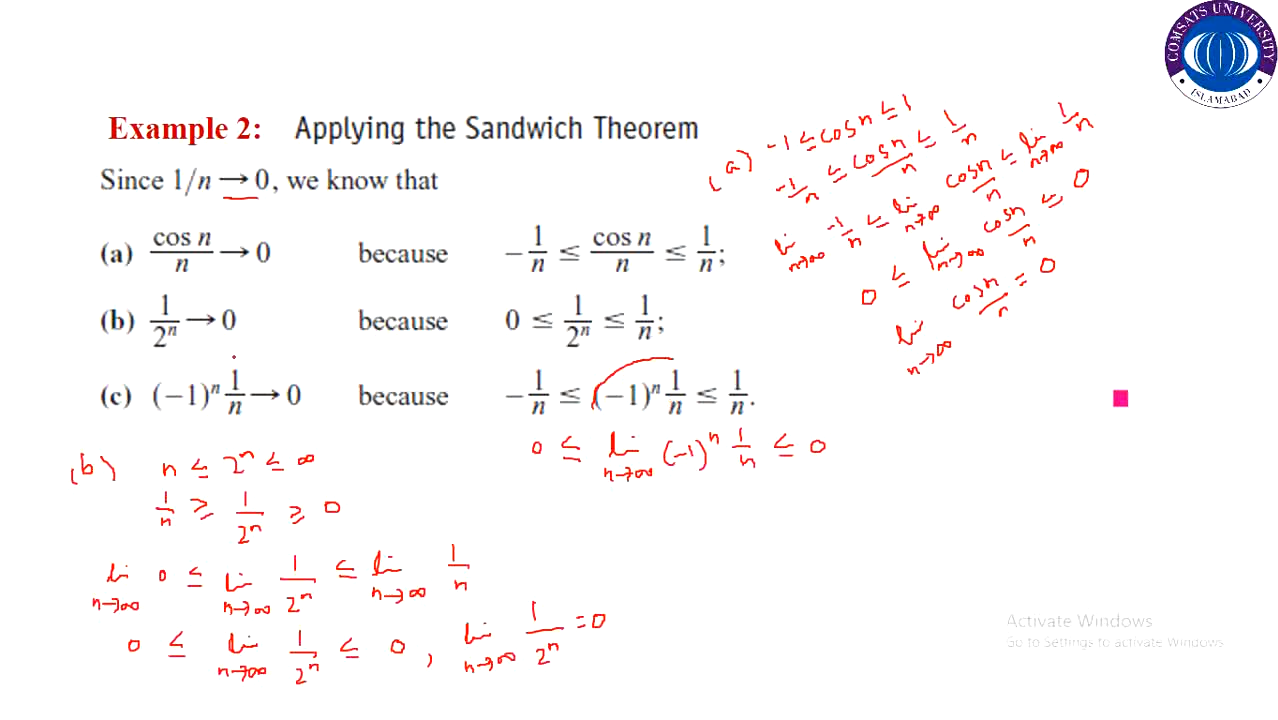 COMSATS UNIVERSITY
ISLAMABAD
Example 2: Applying the Sandwich Theorem
Since 1/n → 0, we know that
(a) cos n/n → 0 because -1/n ≤ cos n/n ≤ 1/n;
(b) 1/2ⁿ → 0 because 0 ≤ 1/2ⁿ ≤ 1/n;
(c) (-1)ⁿ 1/n → 0 because -1/n ≤ (-1)ⁿ 1/n ≤ 1/n.
0 ≤ lim n→∞ (-1)ⁿ 1/n ≤ 0
(a) -1 ≤ cos n ≤ 1
-1/n ≤ cos n/n ≤ 1/n
lim n→∞ -1/n ≤ lim n→∞ cos n/n ≤ lim n→∞ 1/n
0 ≤ lim n→∞ cos n/n ≤ 0
lim n→∞ cos n/n = 0
(b) n ≤ 2ⁿ ≤ ∞
1/n ≥ 1/2ⁿ ≥ 0
lim n→∞ 0 ≤ lim n→∞ 1/2ⁿ ≤ lim n→∞ 1/n
0 ≤ lim n→∞ 1/2ⁿ ≤ 0, lim n→∞ 1/2ⁿ = 0
Activate Windows
Go to Settings to activate Windows